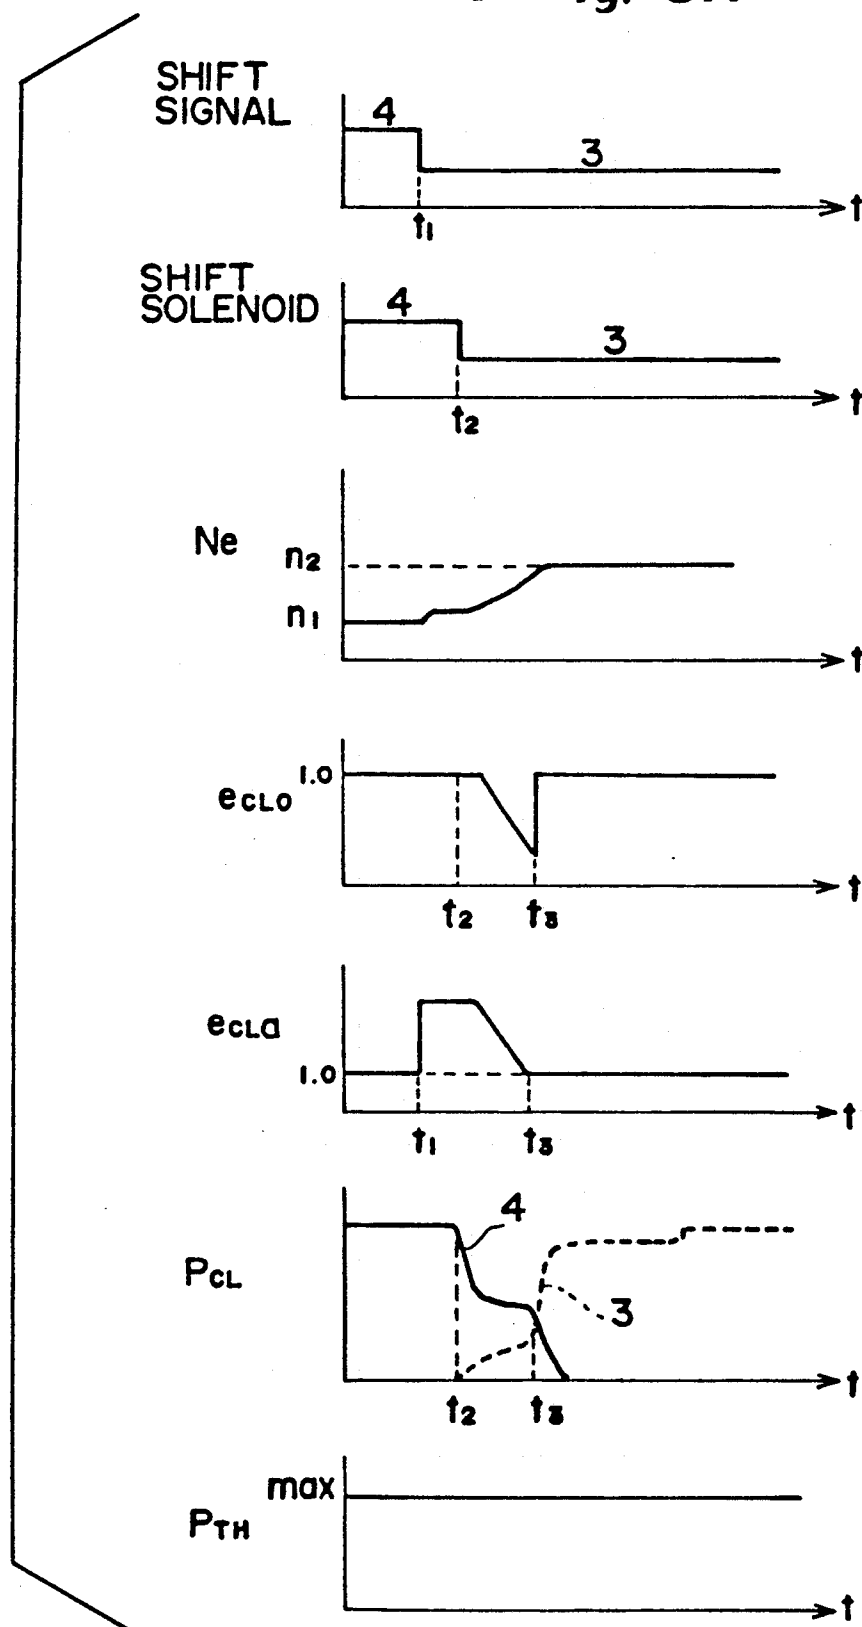 SHIFT
SIGNAL
4
3
t
t1
SHIFT
SOLENOID
4
3
t
t2
Ne
n2
n1
t
eCLO
1.0
t
t2 t3
eCLa
1.0
t
t1 t3
PCL
4
3
t
t2 t3
PTH
max
t